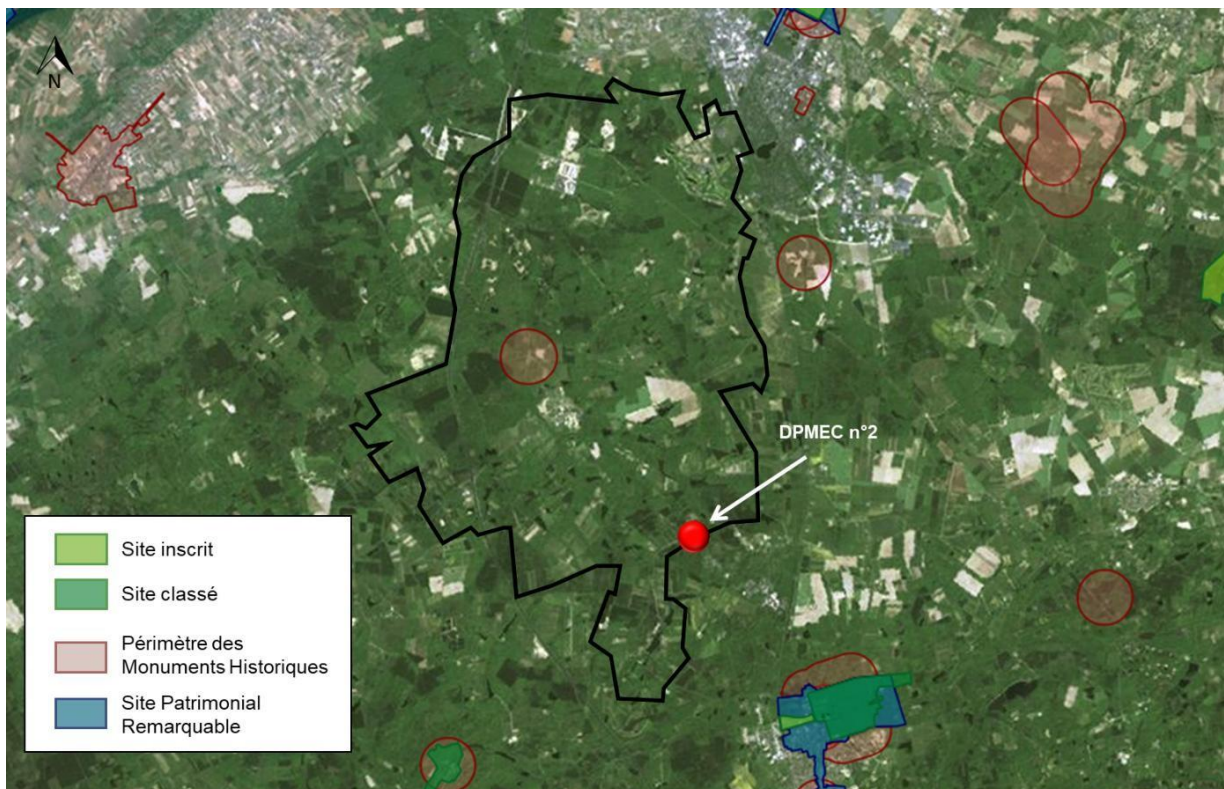 N
DPMEC n°2
Site inscrit
Site classé
Périmètre des
Monuments Historiques
Site Patrimonial
Remarquable